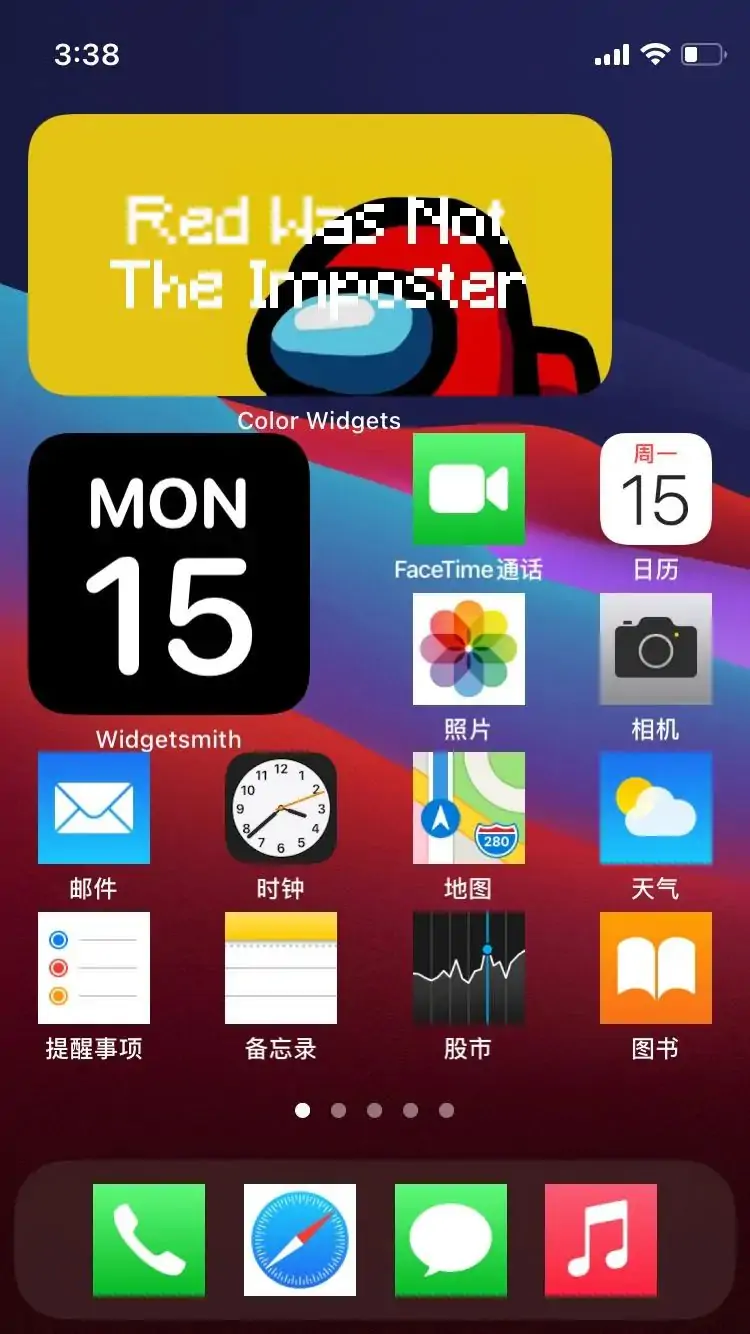 3:38
Red Was Not
The Imposter
Color Widgets
MON
15
Widgetsmith
FaceTime通话
周一
15
日历
照片
相机
邮件
12
1
2
3
4
5
6
7
8
9
10
11
时钟
280
地图
天气
提醒事项
备忘录
股市
图书